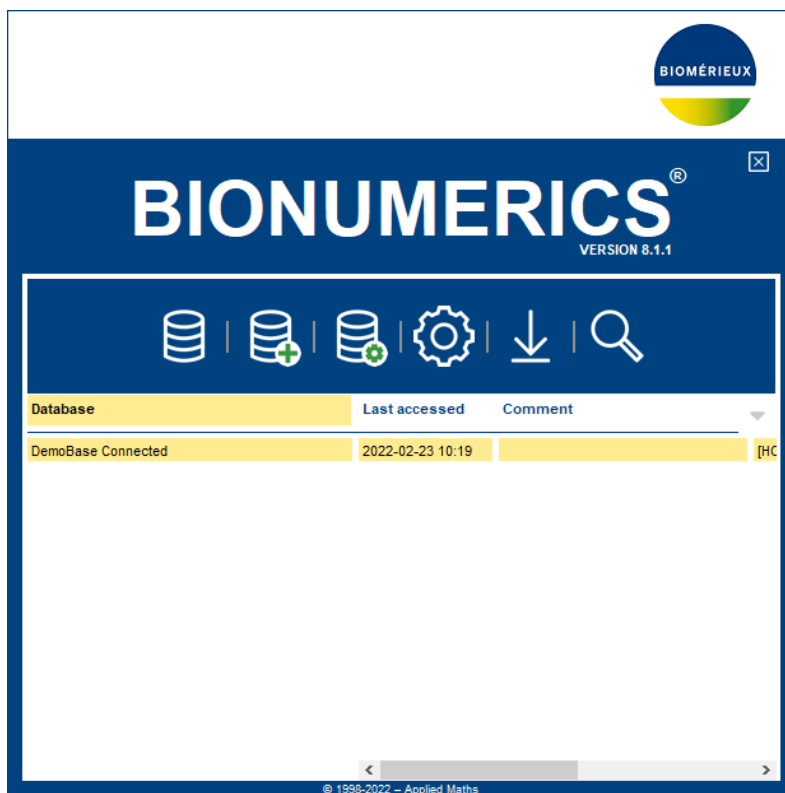 BIOMÉRIEUX
BIONUMERICS®
VERSION 8.1.1
Database Last accessed Comment
DemoBase Connected 2022-02-23 10:19 [HO
© 1998-2022 – Applied Maths